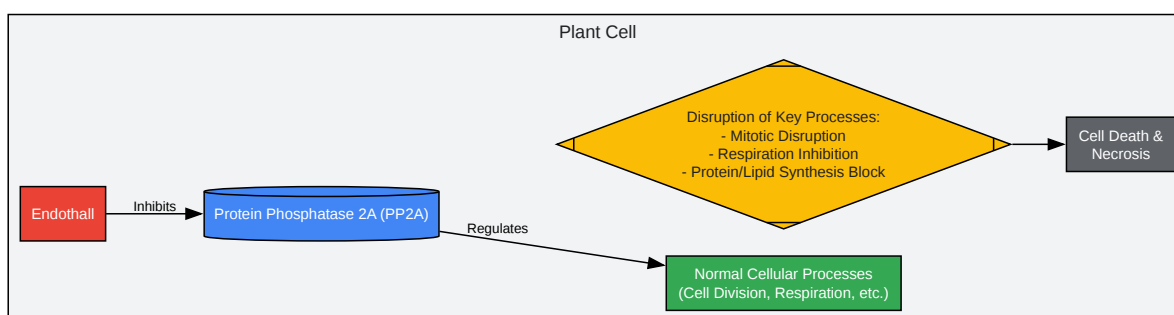 Plant Cell
Disruption of Key Processes:
- Mitotic Disruption
- Respiration Inhibition
- Protein/Lipid Synthesis Block
Cell Death &
Necrosis
Endothall
Inhibits
Protein Phosphatase 2A (PP2A)
Regulates
Normal Cellular Processes
(Cell Division, Respiration, etc.)